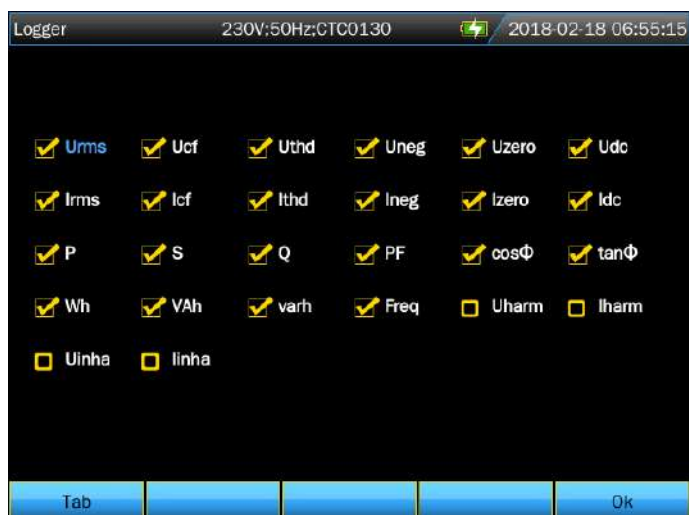 Logger 230V;50Hz;CTC0130 2018-02-18 06:55:15
Urms Ucf Uthd Uneg Uzero Udc
Irms Icf Ithd Ineg Izero Idc
P S Q PF cosΦ tanΦ
Wh VAh varh Freq Uharm Iharm
Uinha Iinha
Tab Ok